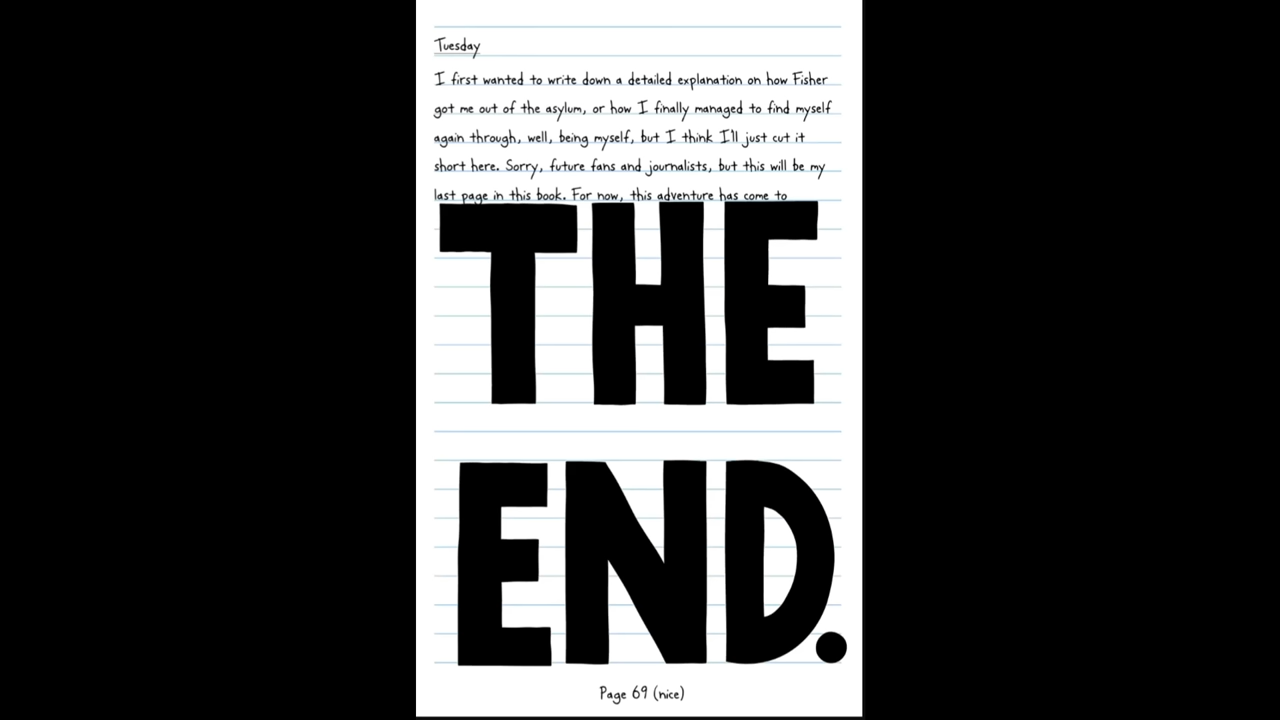 Tuesday
I first wanted to write down a detailed explanation on how Fisher
got me out of the asylum, or how I finally managed to find myself
again through, well, being myself, but I think I'll just cut it
short here. Sorry, future fans and journalists, but this will be my
last page in this book. For now, this adventure has come to
THE
END.
Page 69 (nice)